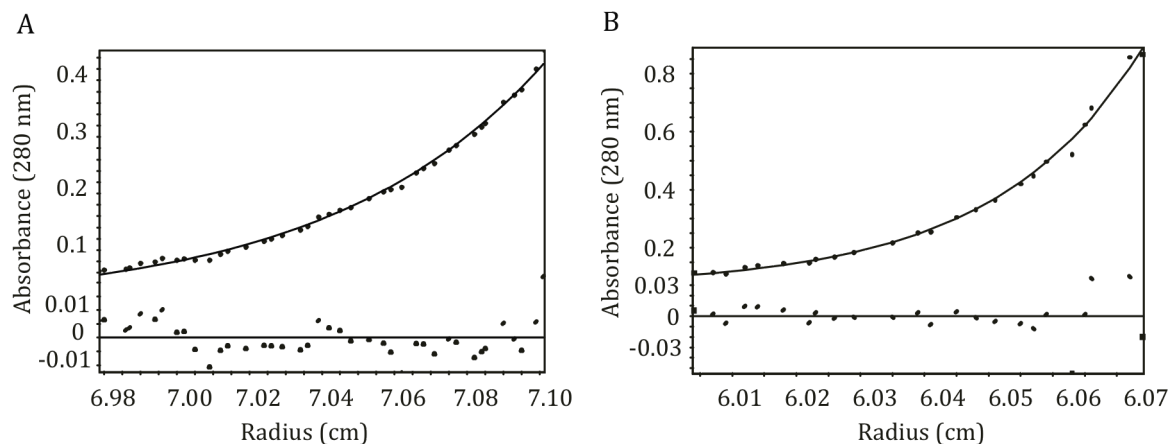 A
Absorbance (280 nm)
0.4
0.3
0.2
0.1
0.01
0
-0.01
6.98 7.00 7.02 7.04 7.06 7.08 7.10
Radius (cm)
B
Absorbance (280 nm)
0.8
0.6
0.4
0.2
0.03
0
-0.03
6.01 6.02 6.03 6.04 6.05 6.06 6.07
Radius (cm)